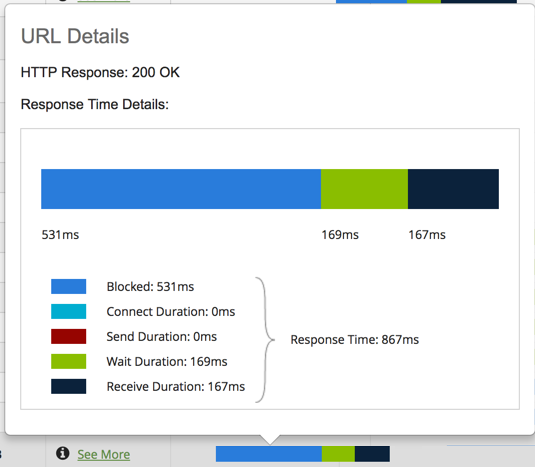 URL Details
HTTP Response: 200 OK
Response Time Details:
531ms
169ms
167ms
Blocked: 531ms
Connect Duration: 0ms
Send Duration: 0ms
Wait Duration: 169ms
Receive Duration: 167ms
Response Time: 867ms
See More